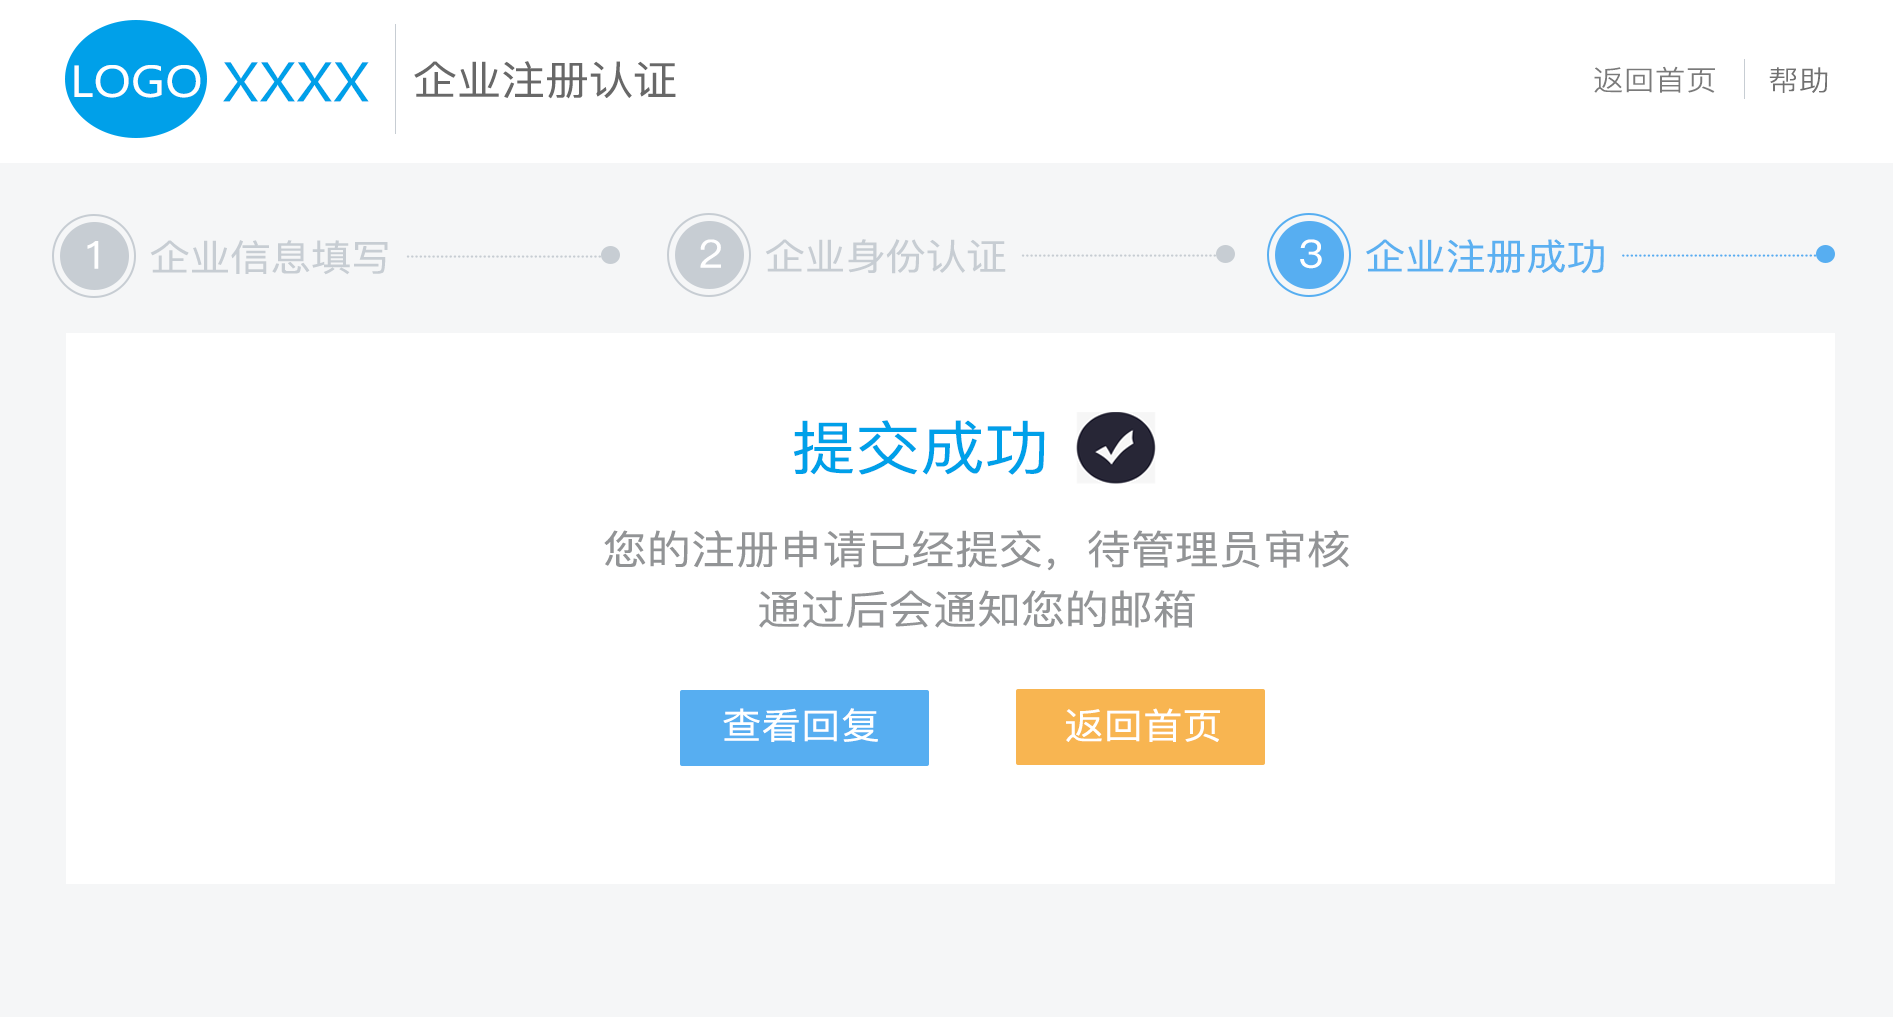 LOGO XXXX 企业注册认证 返回首页 帮助
1 企业信息填写 2 企业身份认证 3 企业注册成功
提交成功
您的注册申请已经提交，待管理员审核
通过后会通知您的邮箱
查看回复 返回首页